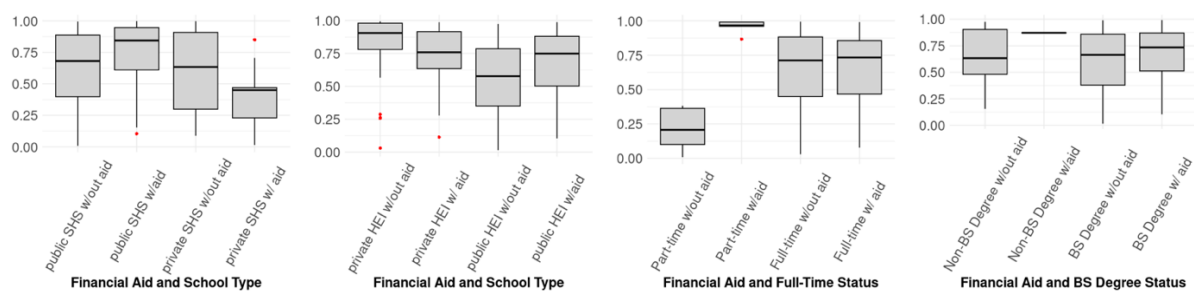 1.00
0.75
0.50
0.25
0.00
public SHS w/out aid
public SHS w/aid
private SHS w/out aid
private SHS w/ aid
Financial Aid and School Type
1.00
0.75
0.50
0.25
0.00
private HEI w/out aid
private HEI w/ aid
public HEI w/out aid
public HEI w/aid
Financial Aid and School Type
1.00
0.75
0.50
0.25
0.00
Part-time w/out aid
Part-time w/aid
Full-time w/out aid
Full-time w/ aid
Financial Aid and Full-Time Status
1.00
0.75
0.50
0.25
0.00
Non-BS Degree w/out aid
Non-BS Degree w/aid
BS Degree w/out aid
BS Degree w/ aid
Financial Aid and BS Degree Status